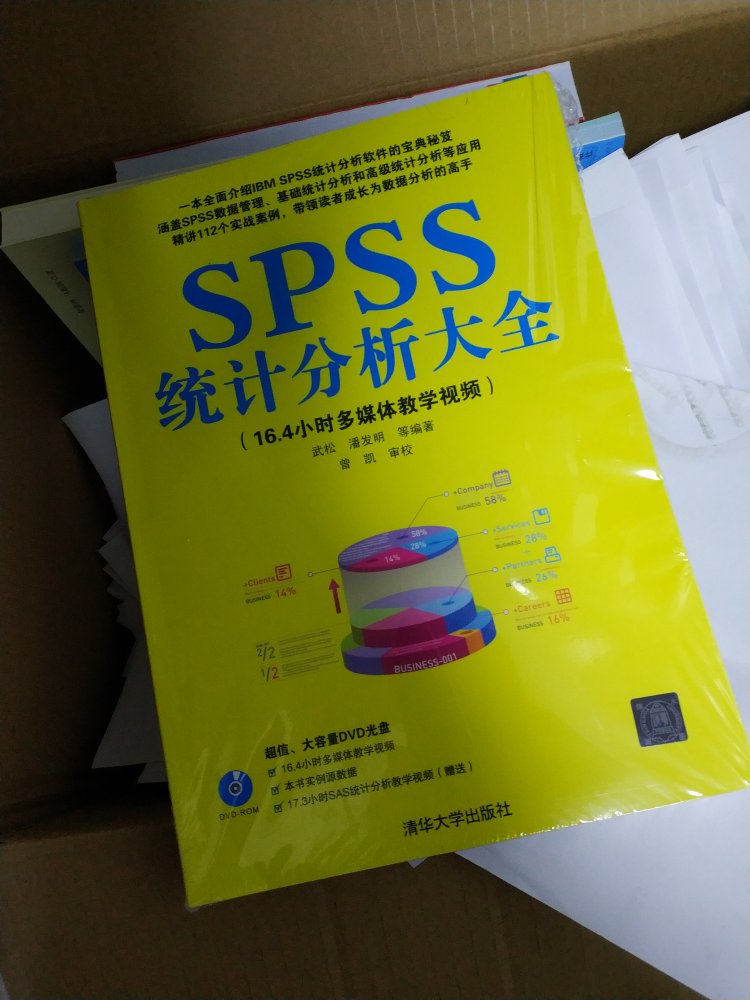 一本全面介绍IBM SPSS统计分析软件的宝典秘笈
涵盖SPSS数据管理、基础统计分析和高级统计分析等应用
精讲112个实战案例，带领读者成长为数据分析的高手
SPSS
统计分析大全
（16.4小时多媒体教学视频）
武松 潘发明 等编著
曾凯 审校
+Company
BUSINESS 58%
+Services
BUSINESS 28%
+Partners
BUSINESS 26%
+Careers
BUSINESS 16%
+Clients
BUSINESS 14%
58%
28%
14%
2/2
1/2
BUSINESS-001
超值、大容量DVD光盘
16.4小时多媒体教学视频
本书实例源数据
17.3小时SAS统计分析教学视频（赠送）
DVD-ROM
清华大学出版社